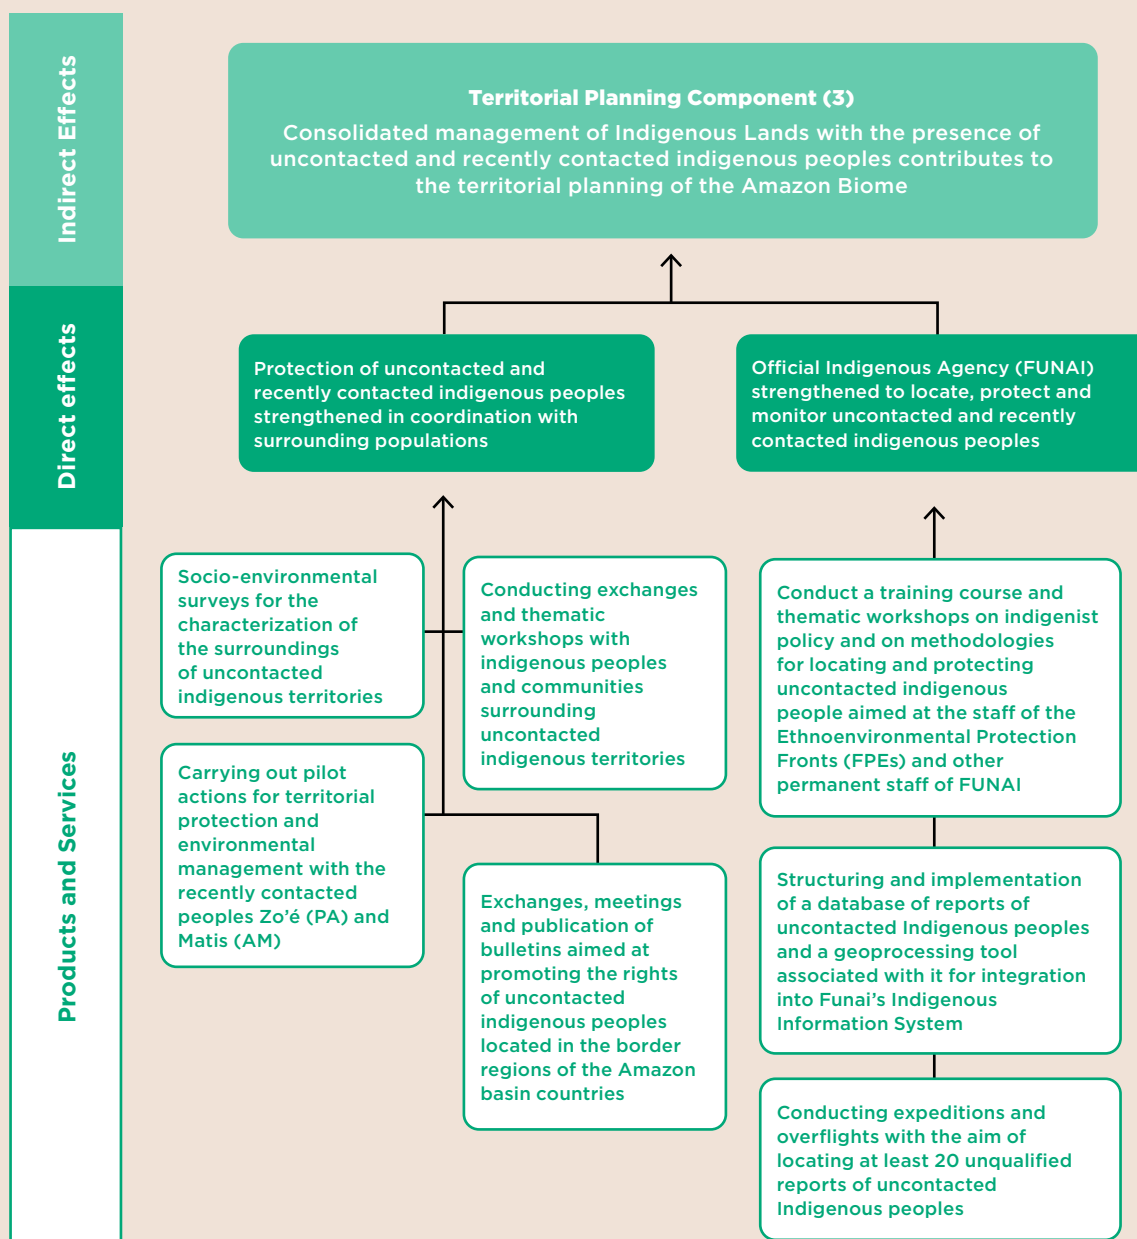 Indirect Effects
Territorial Planning Component (3)
Consolidated management of Indigenous Lands with the presence of
uncontacted and recently contacted indigenous peoples contributes to
the territorial planning of the Amazon Biome
Direct effects
Protection of uncontacted and
recently contacted indigenous peoples
strengthened in coordination with
surrounding populations
Official Indigenous Agency (FUNAI)
strengthened to locate, protect and
monitor uncontacted and recently
contacted indigenous peoples
Products and Services
Socio-environmental
surveys for the
characterization of
the surroundings
of uncontacted
indigenous territories
Conducting exchanges
and thematic
workshops with
indigenous peoples
and communities
surrounding
uncontacted
indigenous territories
Conduct a training course and
thematic workshops on indigenist
policy and on methodologies
for locating and protecting
uncontacted indigenous
people aimed at the staff of the
Ethnoenvironmental Protection
Fronts (FPEs) and other
permanent staff of FUNAI
Carrying out pilot
actions for territorial
protection and
environmental
management with the
recently contacted
peoples Zo’é (PA) and
Matis (AM)
Exchanges, meetings
and publication of
bulletins aimed at
promoting the rights
of uncontacted
indigenous peoples
located in the border
regions of the Amazon
basin countries
Structuring and implementation
of a database of reports of
uncontacted Indigenous peoples
and a geoprocessing tool
associated with it for integration
into Funai’s Indigenous
Information System
Conducting expeditions and
overflights with the aim of
locating at least 20 unqualified
reports of uncontacted
Indigenous peoples